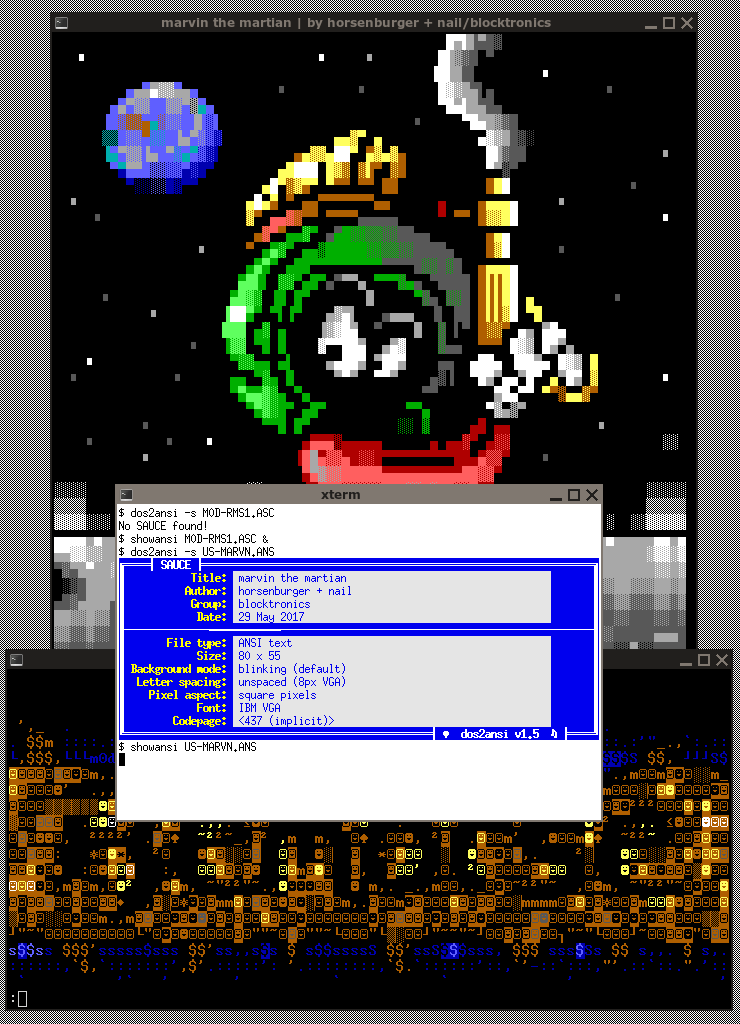 marvin the martian | by horsenburger + nail/blocktronics
xterm
$ dos2ansi -s MOD-RMS1.ASC
No SAUCE found!
$ showansi MOD-RMS1.ASC &
$ dos2ansi -s US-MARVN.ANS
SAUCE
Title: marvin the martian
Author: horsenburger + nail
Group: blocktronics
Date: 29 May 2017
File type: ANSI text
Size: 80 x 55
Background mode: blinking (default)
Letter spacing: unspaced (8px VGA)
Pixel aspect: square pixels
Font: IBM VGA
Codepage: <437 (implicit)>
dos2ansi v1.5
$ showansi US-MARVN.ANS
: